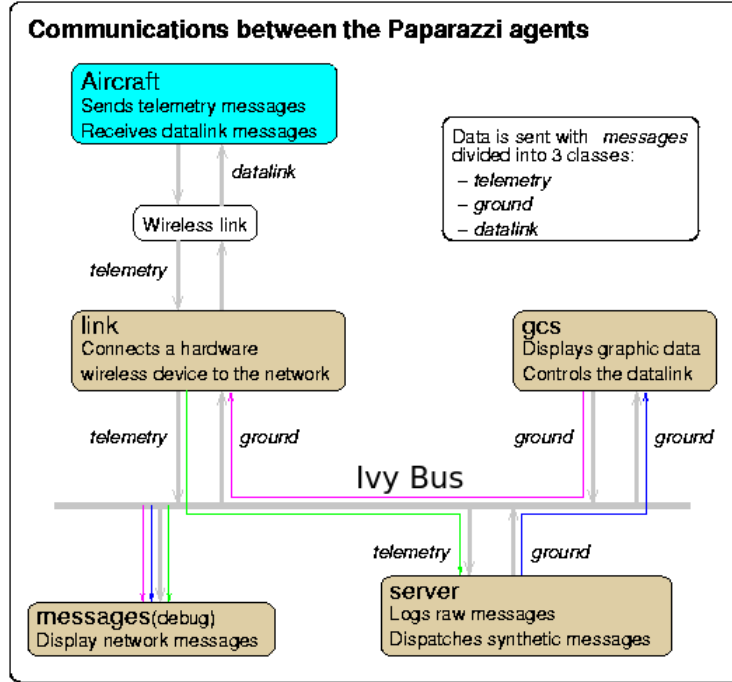 Communications between the Paparazzi agents
Aircraft
Sends telemetry messages
Receives datalink messages
Data is sent with messages
divided into 3 classes:
– telemetry
– ground
– datalink
datalink
Wireless link
telemetry
link
Connects a hardware
wireless device to the network
gcs
Displays graphic data
Controls the datalink
telemetry
ground
ground
ground
Ivy Bus
telemetry
ground
messages(debug)
Display network messages
server
Logs raw messages
Dispatches synthetic messages